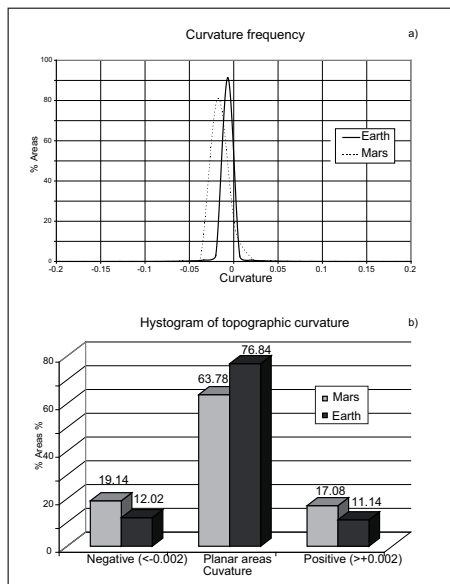 Curvature frequency
a)
100
80
60
40
20
0
% Areas
Earth
Mars
-0.2 -0.15 -0.1 -0.05 0 0.05 0.1 0.15 0.2
Curvature
Hystogram of topographic curvature
b)
80
60
40
20
0
% Areas %
76.84
63.78
19.14
12.02
17.08
11.14
Mars
Earth
Negative (<-0.002) Planar areas Positive (>+0.002)
Cuvature